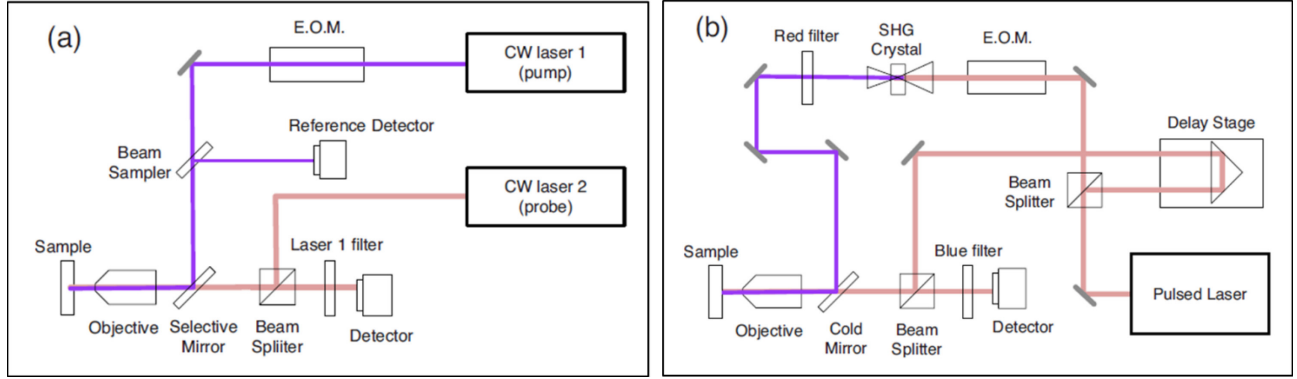 (a)
E.O.M.
CW laser 1
(pump)
Reference Detector
Beam
Sampler
CW laser 2
(probe)
Sample
Laser 1 filter
Objective
Selective
Mirror
Beam
Spliiter
Detector
(b)
Red filter
SHG
Crystal
E.O.M.
Delay Stage
Beam
Splitter
Sample
Blue filter
Pulsed Laser
Objective
Cold
Mirror
Beam
Splitter
Detector